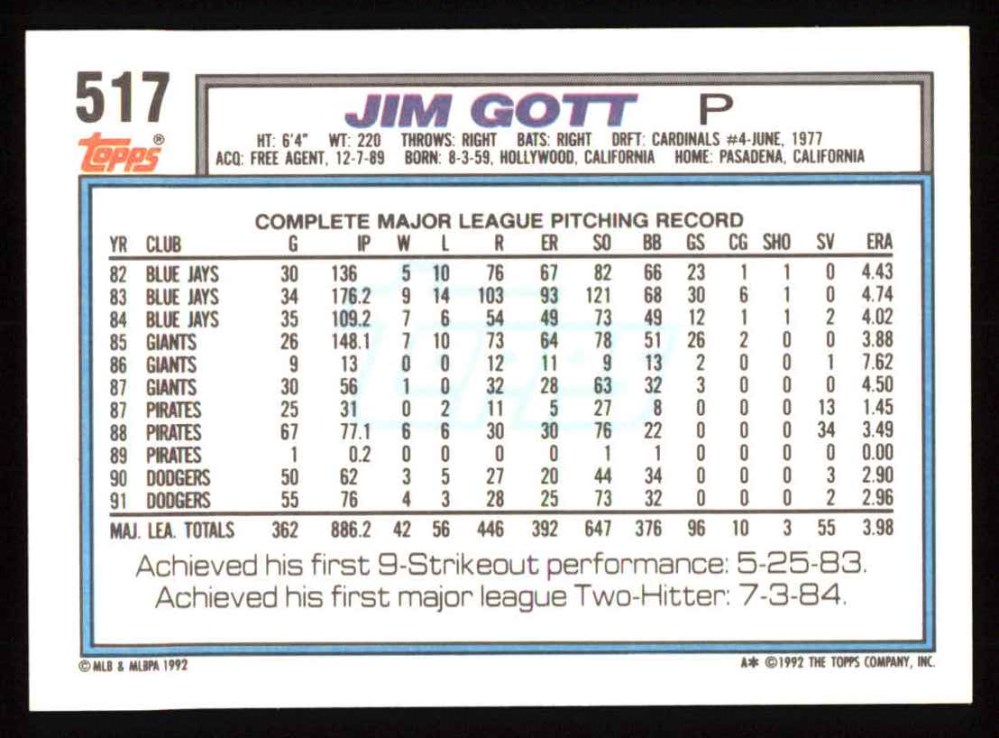 517
Topps®
JIM GOTT P
HT: 6'4" WT: 220 THROWS: RIGHT BATS: RIGHT DRFT: CARDINALS #4-JUNE, 1977
ACQ: FREE AGENT, 12-7-89 BORN: 8-3-59, HOLLYWOOD, CALIFORNIA HOME: PASADENA, CALIFORNIA
COMPLETE MAJOR LEAGUE PITCHING RECORD
YR CLUB G IP W L R ER SO BB GS CG SHO SV ERA
82 BLUE JAYS 30 136 5 10 76 67 82 66 23 1 1 0 4.43
83 BLUE JAYS 34 176.2 9 14 103 93 121 68 30 6 1 0 4.74
84 BLUE JAYS 35 109.2 7 6 54 49 73 49 12 1 1 2 4.02
85 GIANTS 26 148.1 7 10 73 64 78 51 26 2 0 0 3.88
86 GIANTS 9 13 0 0 12 11 9 13 2 0 0 1 7.62
87 GIANTS 30 56 1 0 32 28 63 32 3 0 0 0 4.50
87 PIRATES 25 31 0 2 11 5 27 8 0 0 0 13 1.45
88 PIRATES 67 77.1 6 6 30 30 76 22 0 0 0 34 3.49
89 PIRATES 1 0.2 0 0 0 0 1 1 0 0 0 0 0.00
90 DODGERS 50 62 3 5 27 20 44 34 0 0 0 3 2.90
91 DODGERS 55 76 4 3 28 25 73 32 0 0 0 2 2.96
MAJ. LEA. TOTALS 362 886.2 42 56 446 392 647 376 96 10 3 55 3.98
Achieved his first 9-Strikeout performance: 5-25-83.
Achieved his first major league Two-Hitter: 7-3-84.
© MLB & MLBPA 1992
A* ©1992 THE TOPPS COMPANY, INC.